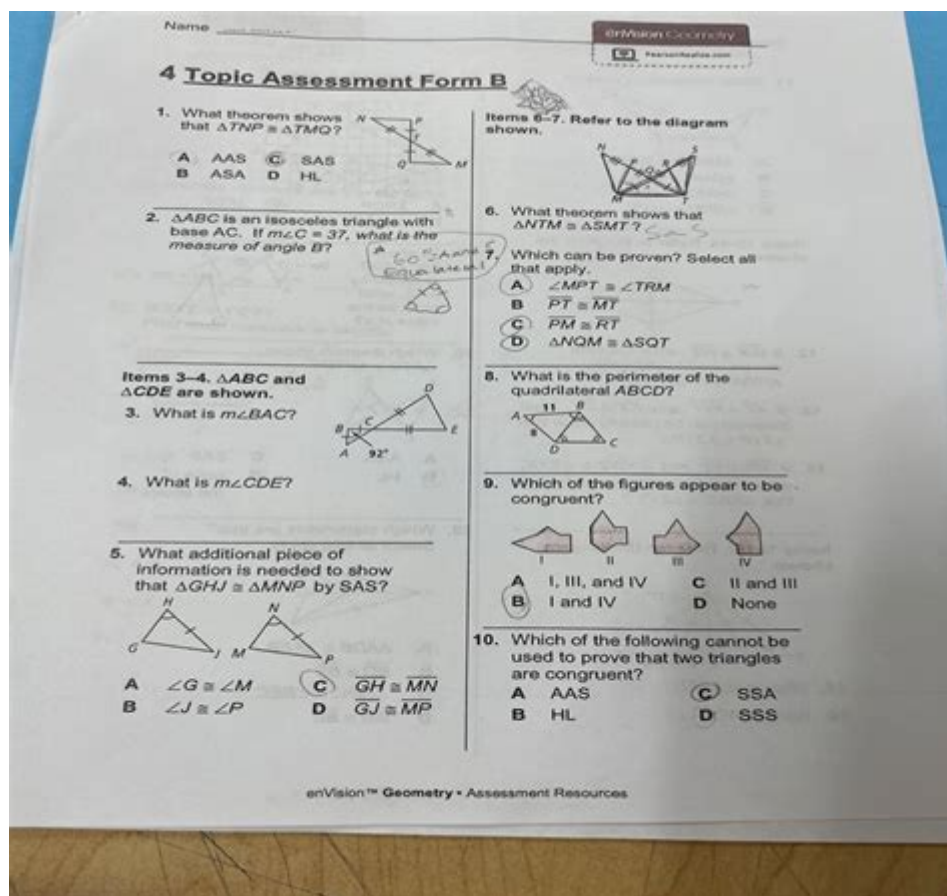 Name
enVision Geometry
PearsonRealize.com
4 Topic Assessment Form B
1. What theorem shows
that △TNP ≅ △TMQ?
N
P
T
Q
M
A AAS C SAS
B ASA D HL
2. △ABC is an isosceles triangle with
base AC. If m∠C = 37, what is the
measure of angle B?
60°
Equilateral
Items 3–4. △ABC and
△CDE are shown.
3. What is m∠BAC?
D
B
C
E
A
92°
4. What is m∠CDE?
5. What additional piece of
information is needed to show
that △GHJ ≅ △MNP by SAS?
H
N
G
J
M
P
A ∠G ≅ ∠M C GH ≅ MN
B ∠J ≅ ∠P D GJ ≅ MP
Items 6–7. Refer to the diagram
shown.
N
S
P
Q
R
M
T
6. What theorem shows that
△NTM ≅ △SMT?
SaS
7. Which can be proven? Select all
that apply.
A ∠MPT ≅ ∠TRM
B PT ≅ MT
C PM ≅ RT
D △NQM ≅ △SQT
8. What is the perimeter of the
quadrilateral ABCD?
A
11
B
8
D
C
9. Which of the figures appear to be
congruent?
I
II
III
IV
A I, III, and IV C II and III
B I and IV D None
10. Which of the following cannot be
used to prove that two triangles
are congruent?
A AAS C SSA
B HL D SSS
enVision™ Geometry • Assessment Resources